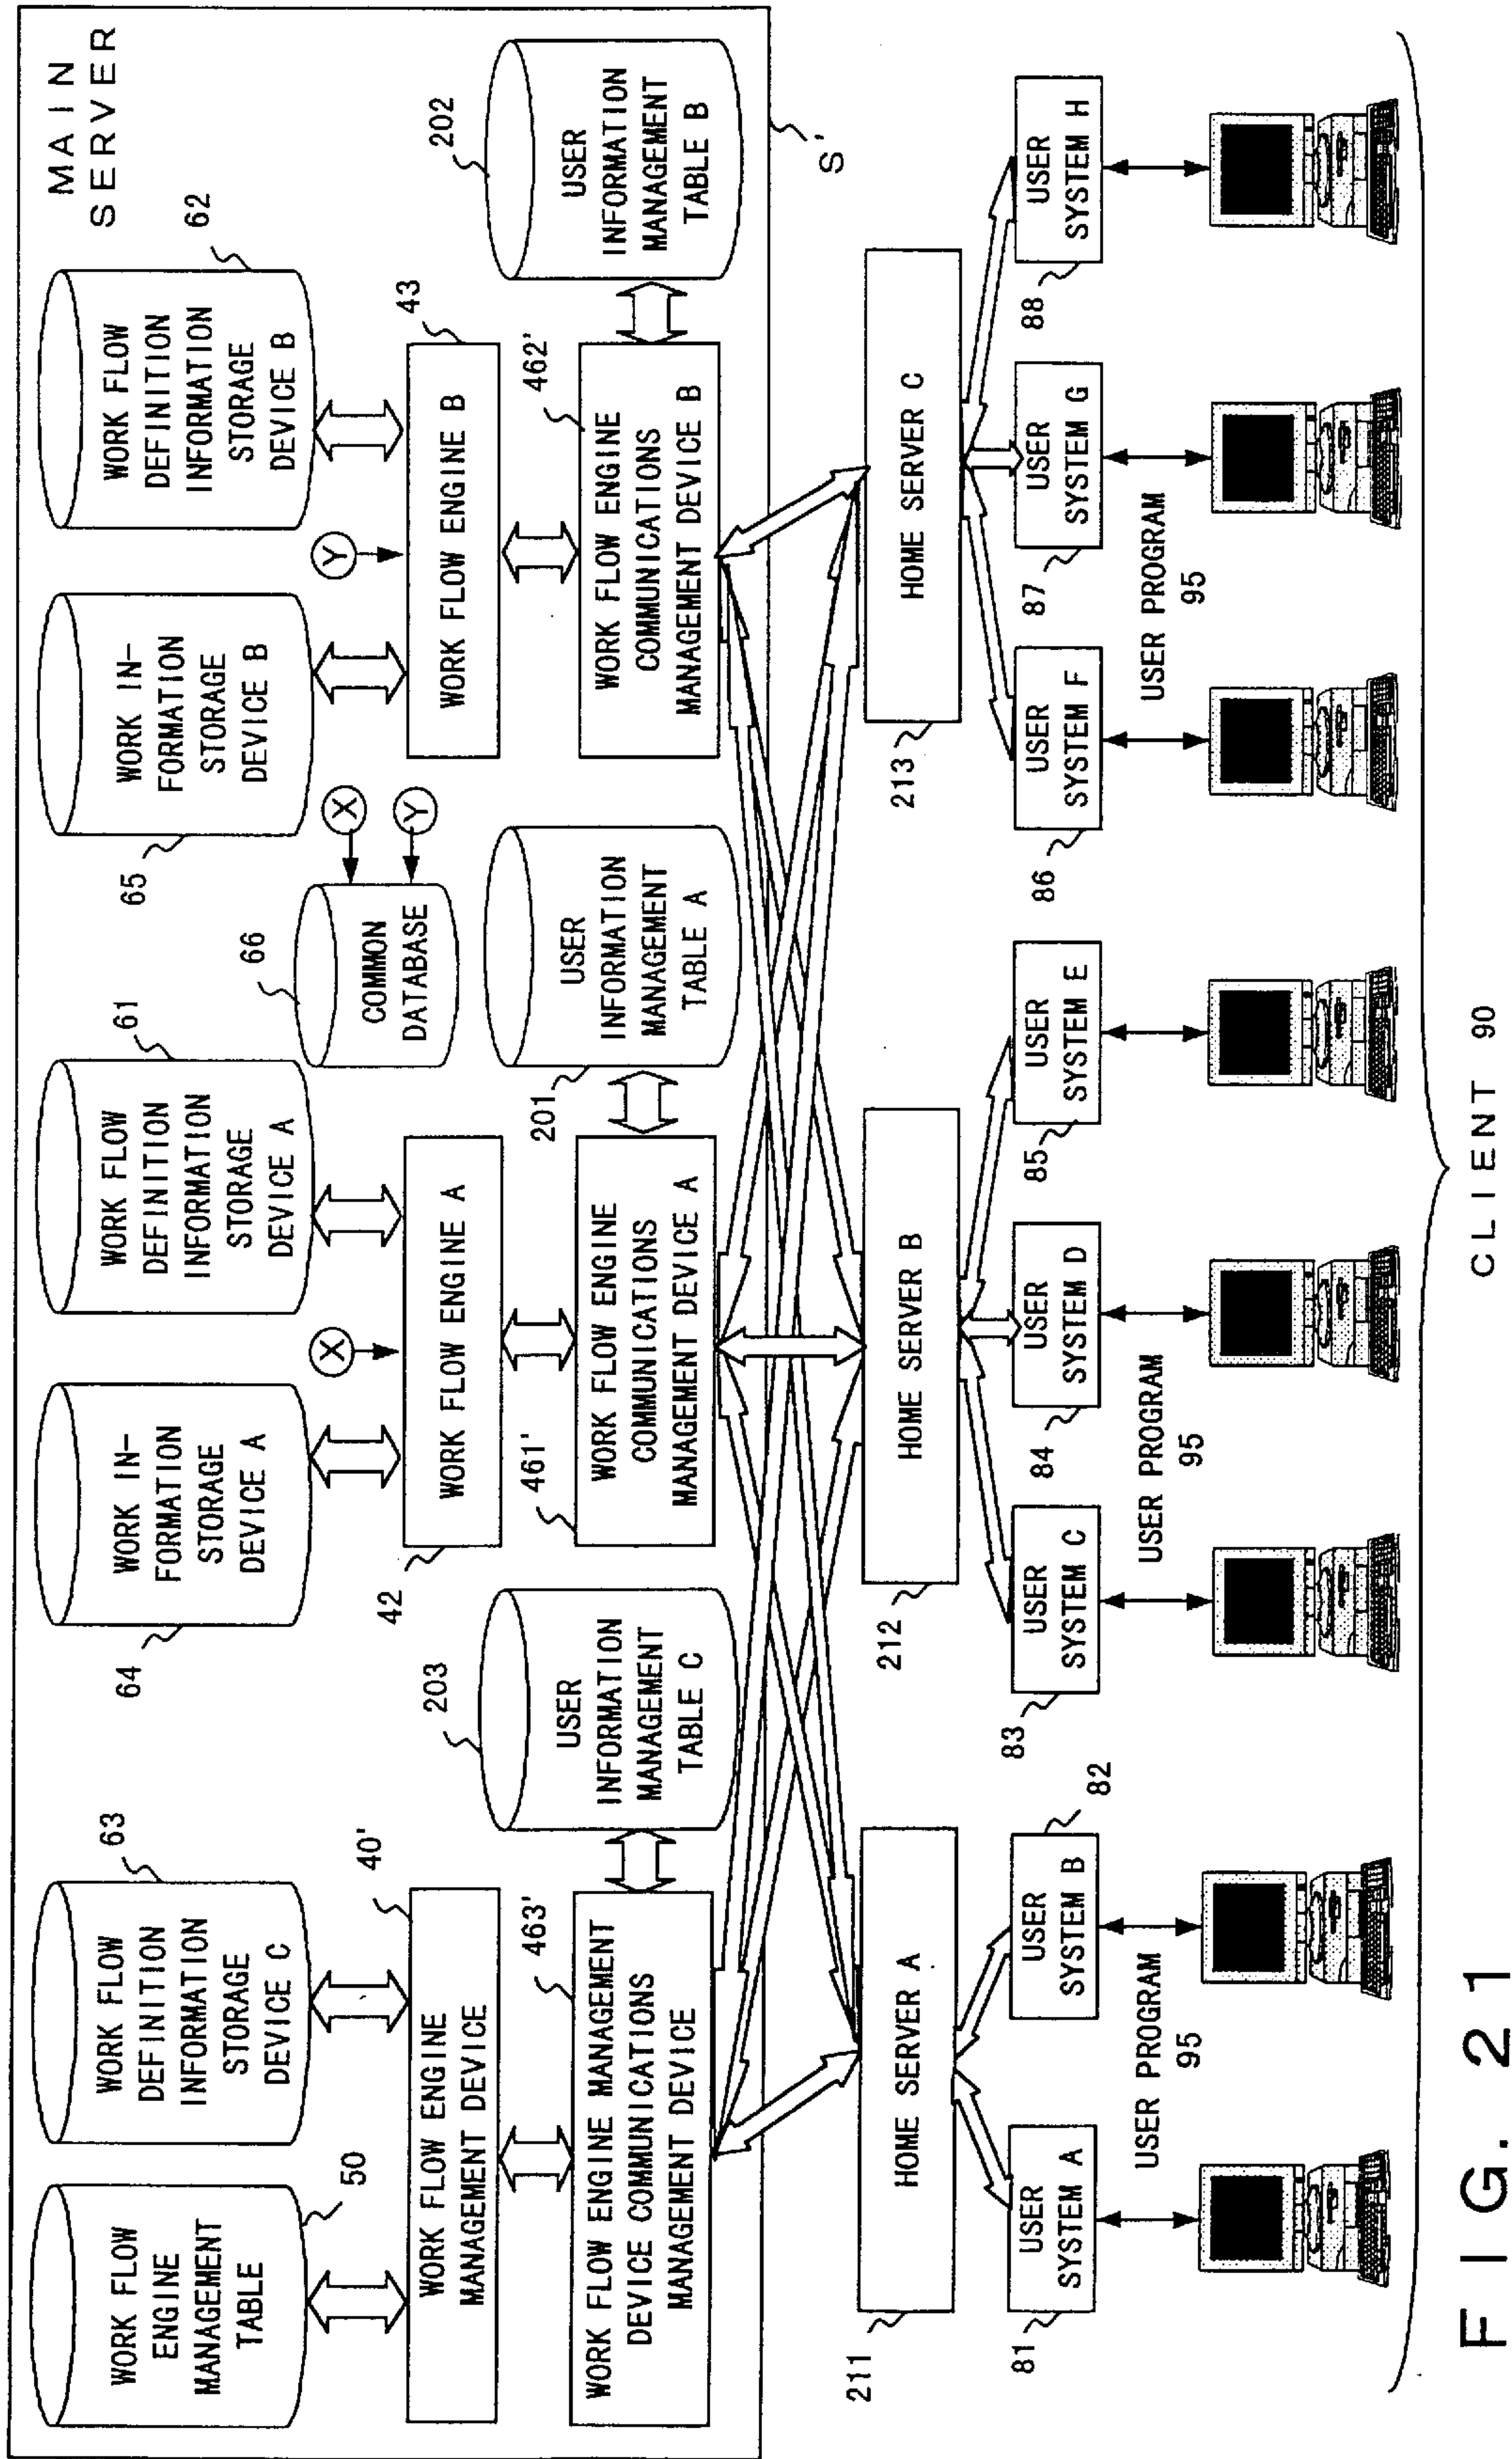 MAIN
SERVER
WORK FLOW
ENGINE
MANAGEMENT
TABLE
50
WORK FLOW
DEFINITION
INFORMATION
STORAGE
DEVICE C
63
WORK IN-
FORMATION
STORAGE
DEVICE A
64
WORK FLOW
DEFINITION
INFORMATION
STORAGE
DEVICE A
61
COMMON
DATABASE
66
X
Y
WORK IN-
FORMATION
STORAGE
DEVICE B
65
WORK FLOW
DEFINITION
INFORMATION
STORAGE
DEVICE B
62
WORK FLOW ENGINE
MANAGEMENT DEVICE
40'
X
WORK FLOW ENGINE A
42
Y
WORK FLOW ENGINE B
43
WORK FLOW ENGINE MANAGEMENT
DEVICE COMMUNICATIONS
MANAGEMENT DEVICE
463'
USER
INFORMATION
MANAGEMENT
TABLE C
203
WORK FLOW ENGINE
COMMUNICATIONS
MANAGEMENT DEVICE A
461'
USER
INFORMATION
MANAGEMENT
TABLE A
201
WORK FLOW ENGINE
COMMUNICATIONS
MANAGEMENT DEVICE B
462'
USER
INFORMATION
MANAGEMENT
TABLE B
202
S'
HOME SERVER A
211
HOME SERVER B
212
HOME SERVER C
213
USER
SYSTEM A
81
USER
SYSTEM B
82
USER
SYSTEM C
83
USER
SYSTEM D
84
USER
SYSTEM E
85
USER
SYSTEM F
86
USER
SYSTEM G
87
USER
SYSTEM H
88
USER PROGRAM
95
USER PROGRAM
95
USER PROGRAM
95
CLIENT 90
FIG. 21